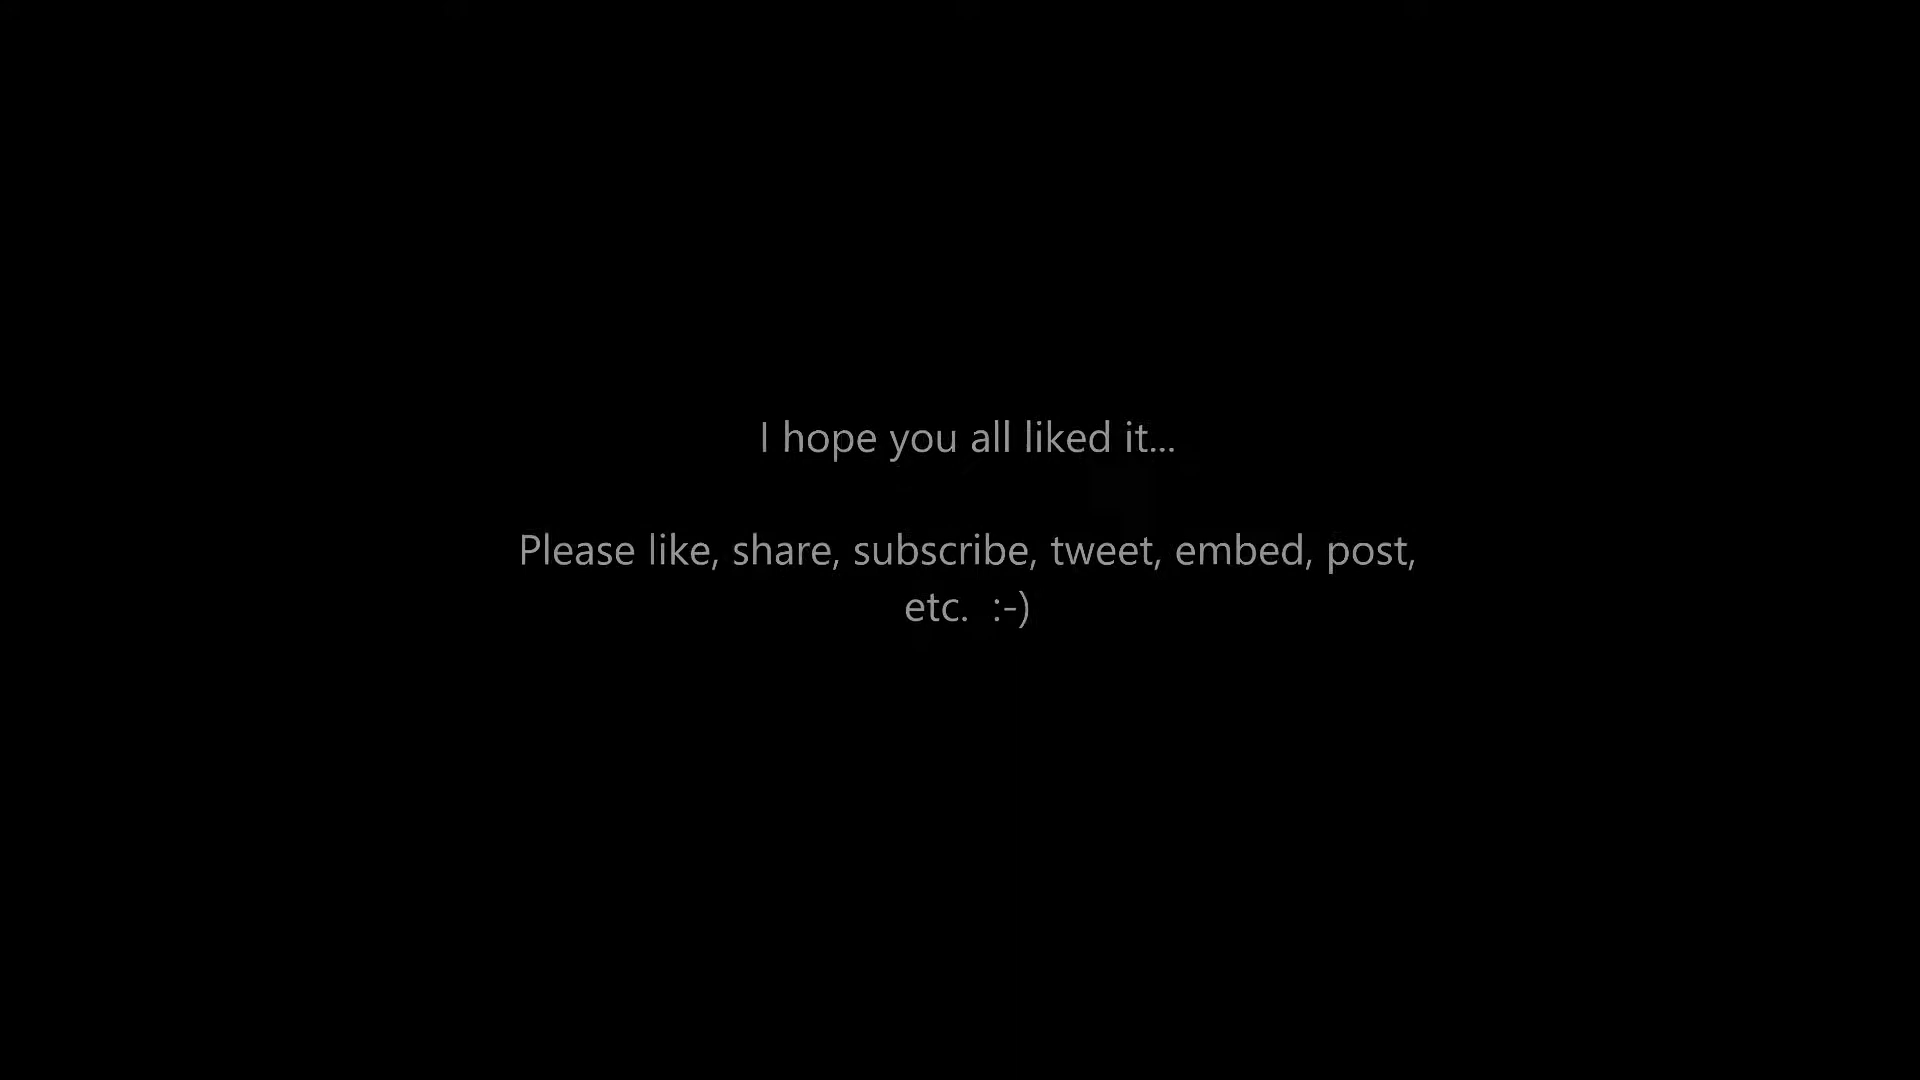 I hope you all liked it...
Please like, share, subscribe, tweet, embed, post,
etc.  :-)